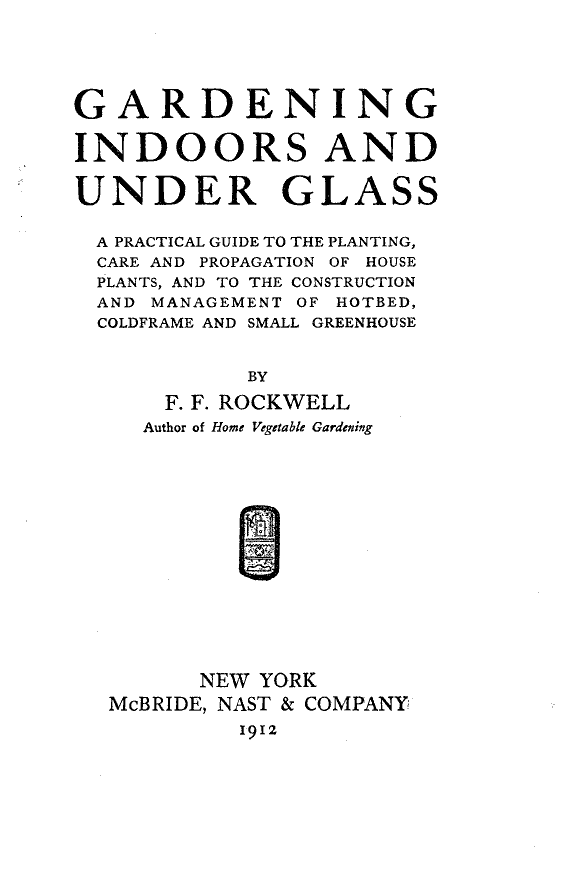 GARDENING
INDOORS AND
UNDER GLASS
A PRACTICAL GUIDE TO THE PLANTING,
CARE AND PROPAGATION OF HOUSE
PLANTS, AND TO THE CONSTRUCTION
AND MANAGEMENT OF HOTBED,
COLDFRAME AND SMALL GREENHOUSE
BY
F. F. ROCKWELL
Author of Home Vegetable Gardening
NEW YORK
McBRIDE, NAST & COMPANY
1912